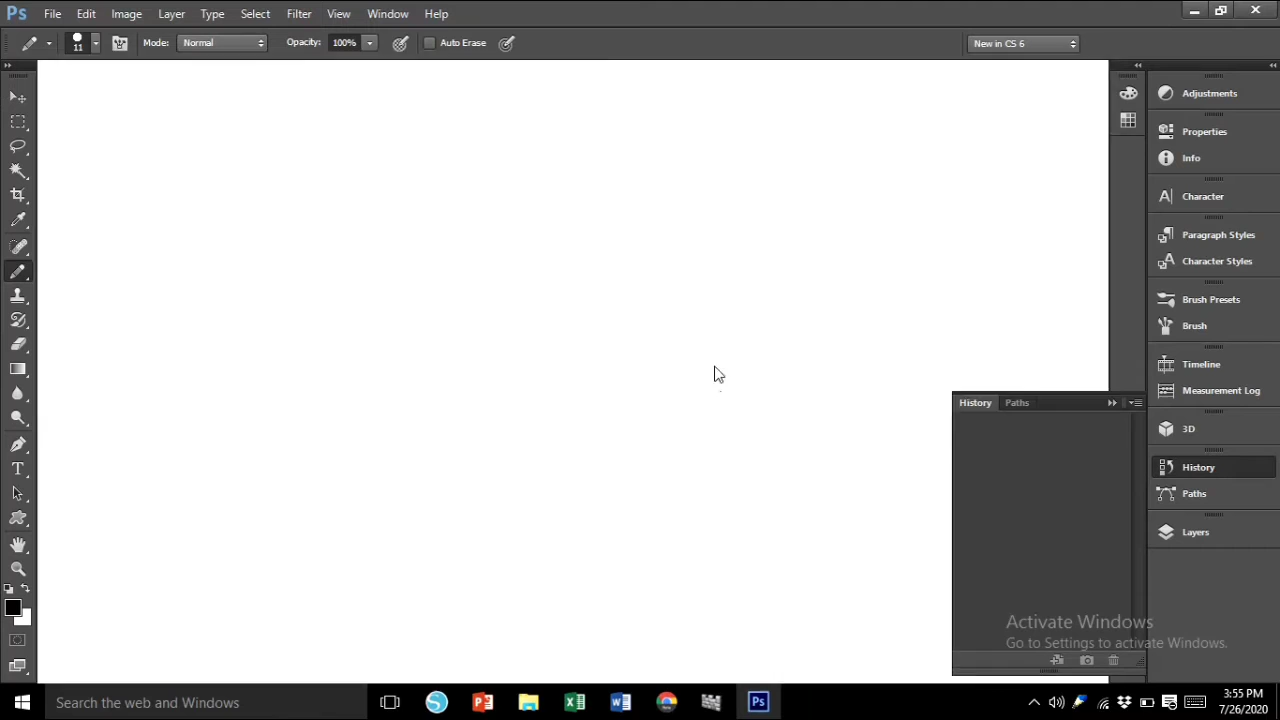 Ps File Edit Image Layer Type Select Filter View Window Help
11 Mode: Normal Opacity: 100% Auto Erase New in CS 6
Adjustments
Properties
Info
Character
Paragraph Styles
Character Styles
Brush Presets
Brush
Timeline
Measurement Log
3D
History
Paths
Layers
History Paths
Activate Windows
Go to Settings to activate Windows.
Search the web and Windows
Ps
3:55 PM
7/26/2020